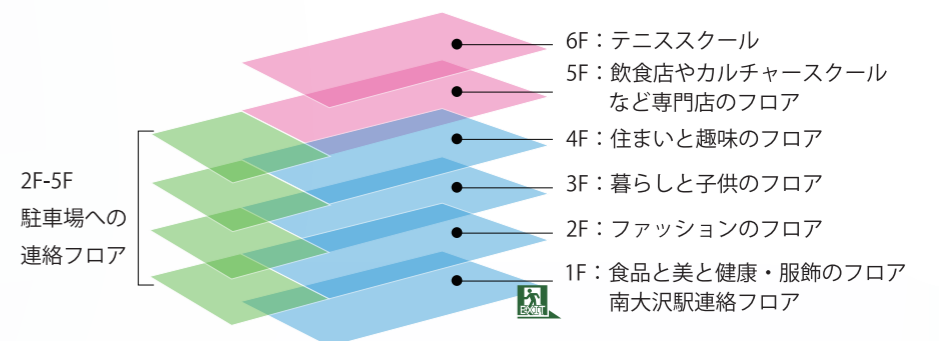 6F：テニススクール
5F：飲食店やカルチャースクール
など専門店のフロア
4F：住まいと趣味のフロア
3F：暮らしと子供のフロア
2F：ファッションのフロア
1F：食品と美と健康・服飾のフロア
南大沢駅連絡フロア
2F-5F
駐車場への
連絡フロア
EXIT